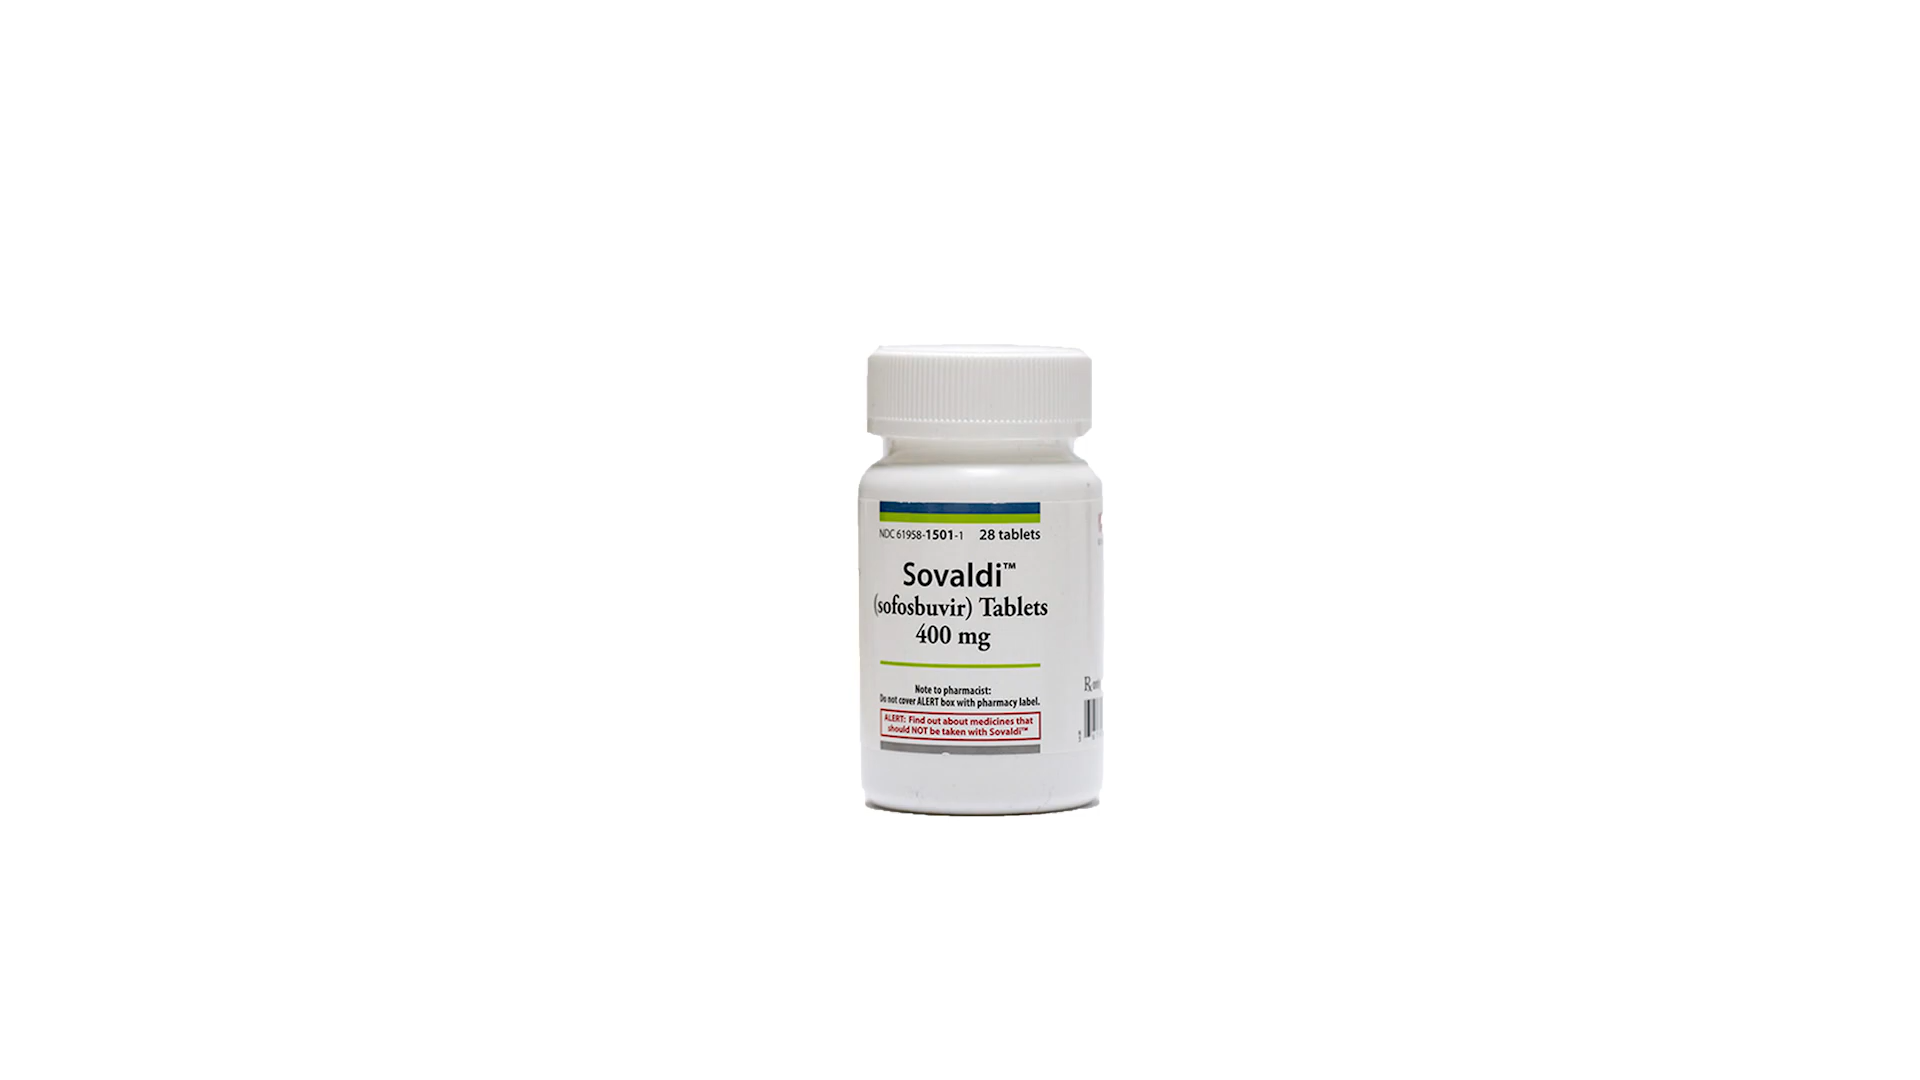 NDC 61958-1501-1 28 tablets
Sovaldi™
(sofosbuvir) Tablets
400 mg
Note to pharmacist:
Do not cover ALERT box with pharmacy label.
ALERT: Find out about medicines that
should NOT be taken with Sovaldi™
Rx